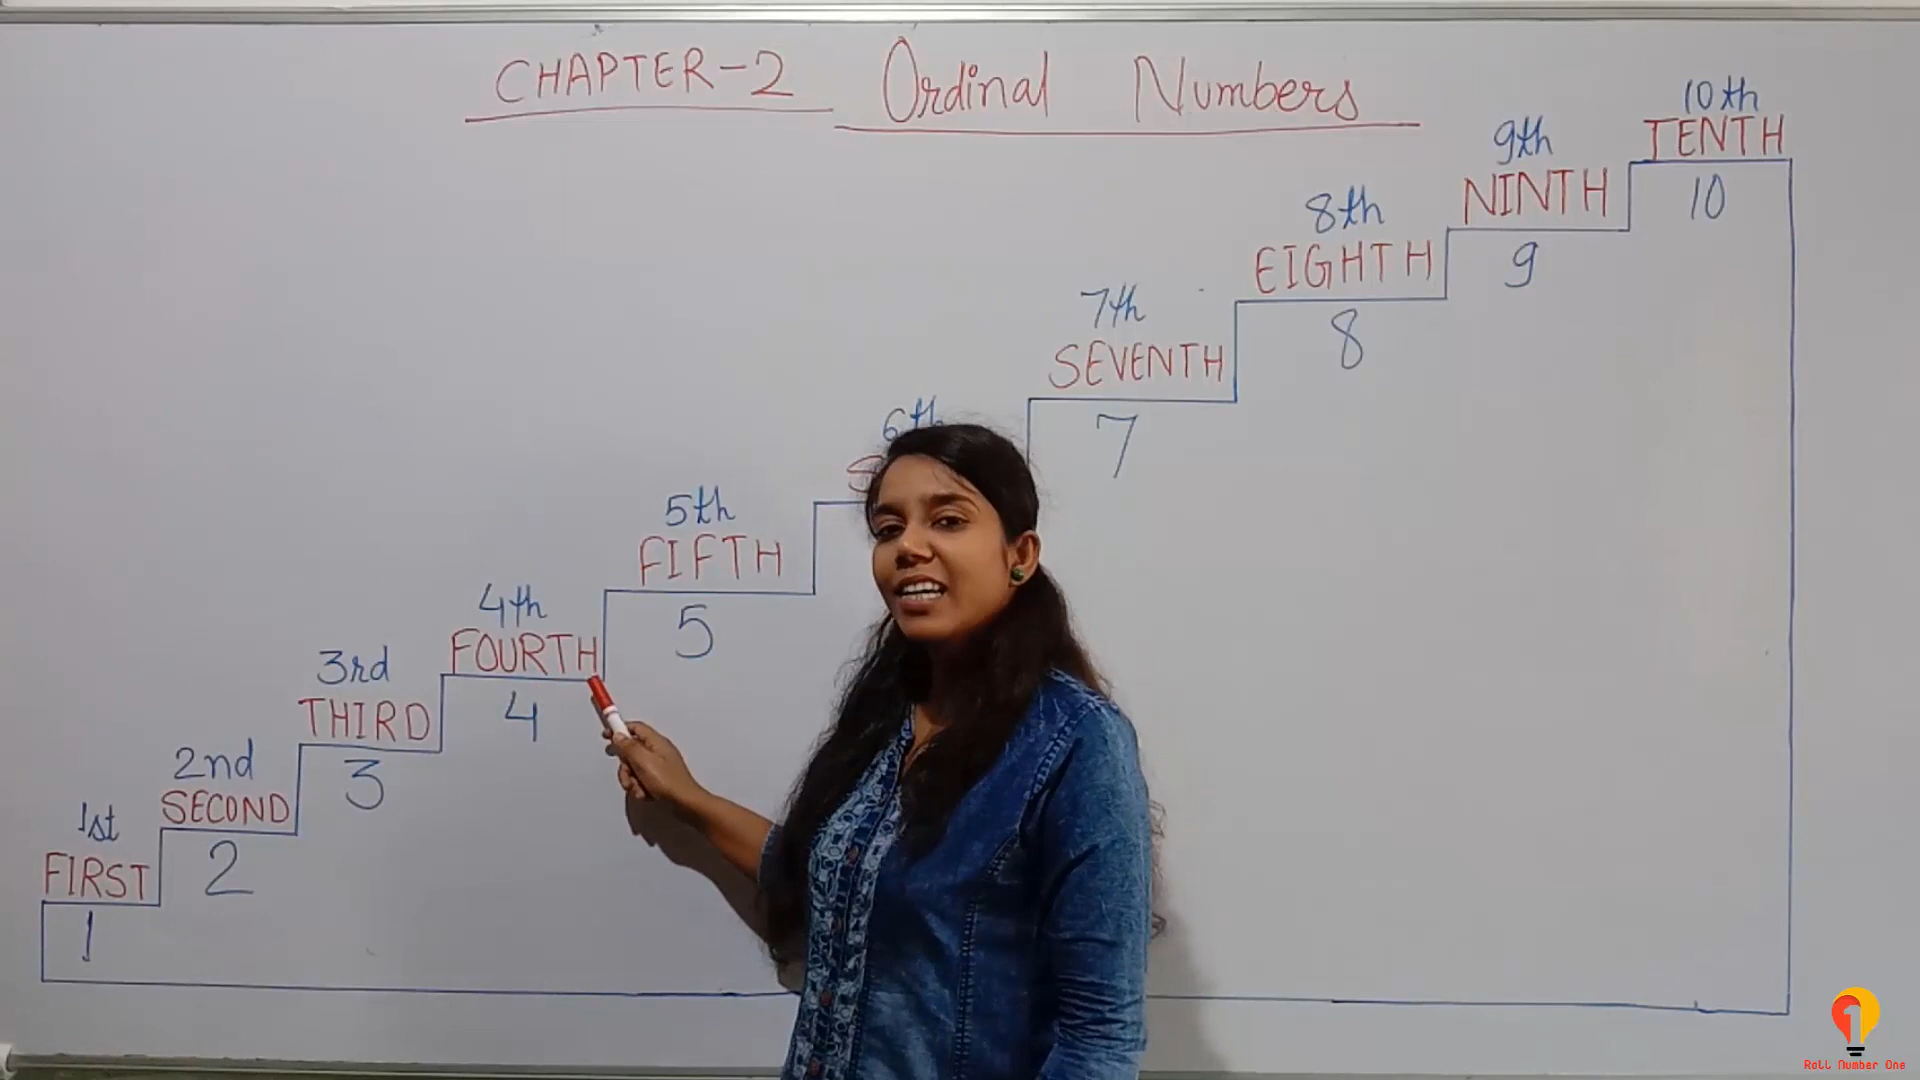 CHAPTER-2 Ordinal Numbers
10th
TENTH
10
9th
NINTH
9
8th
EIGHTH
8
7th
SEVENTH
7
6th
5th
FIFTH
5
4th
FOURTH
4
3rd
THIRD
3
2nd
SECOND
2
1st
FIRST
1
Roll Number One